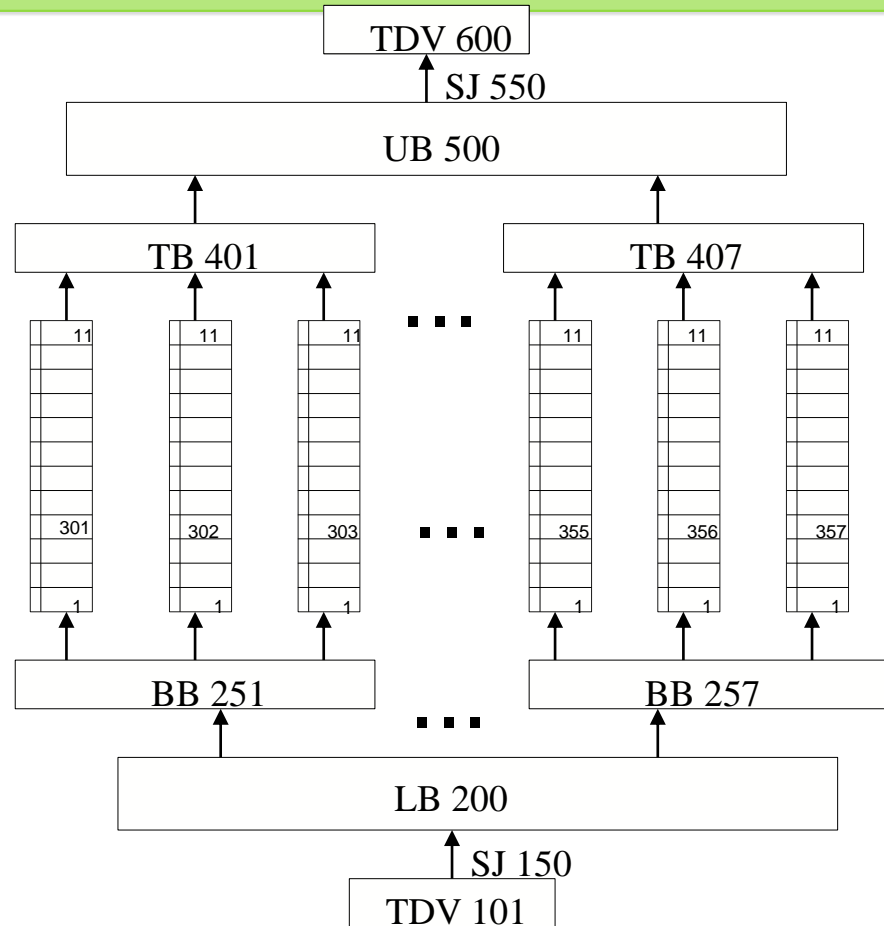 TDV 600
SJ 550
UB 500
TB 401 TB 407
11 11 11 11 11 11
301 302 303 355 356 357
1 1 1 1 1 1
BB 251 BB 257
LB 200
SJ 150
TDV 101